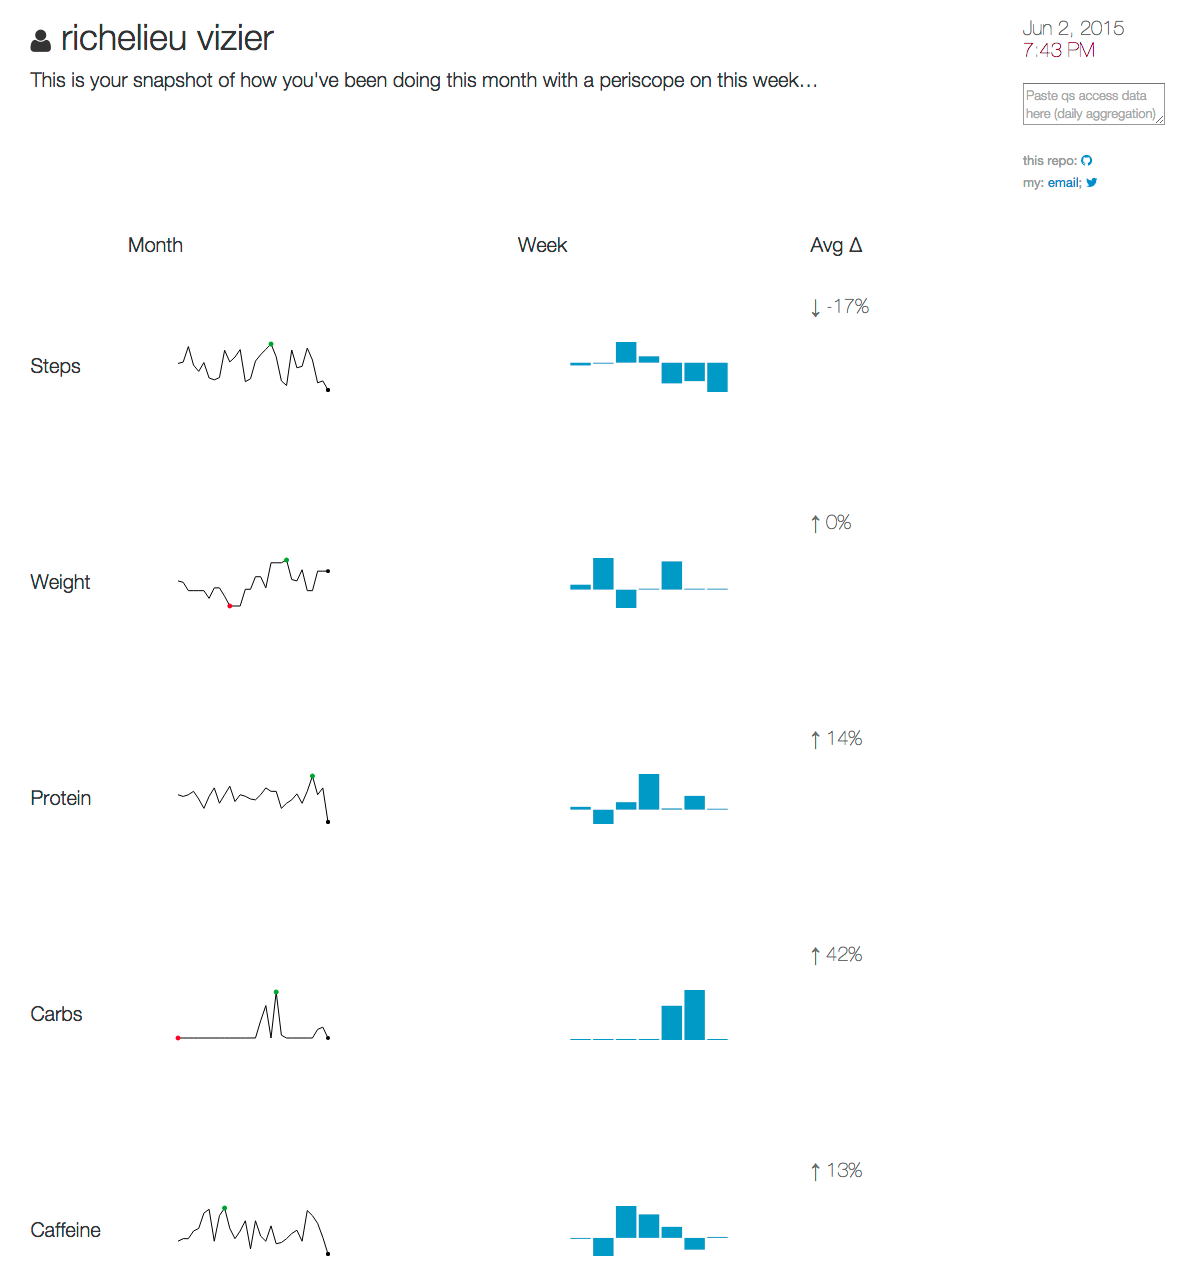 richelieu vizier
This is your snapshot of how you've been doing this month with a periscope on this week...
Jun 2, 2015
7:43 PM
Paste qs access data
here (daily aggregation)
this repo:
my: email;
Month Week Avg Δ
↓ -17%
Steps
↑ 0%
Weight
↑ 14%
Protein
↑ 42%
Carbs
↑ 13%
Caffeine